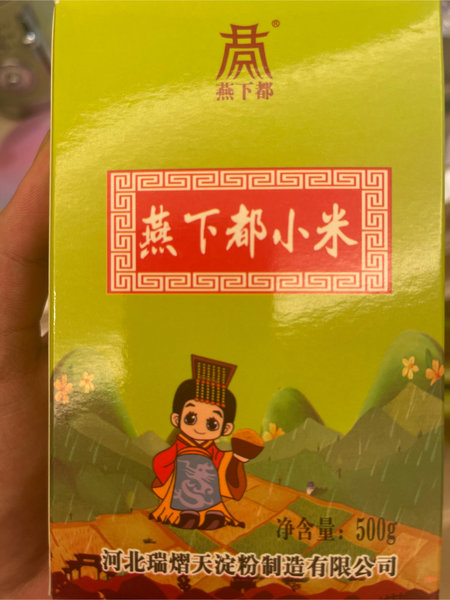 ®
燕下都
燕下都小米
净含量：500g
河北瑞熠天淀粉制造有限公司